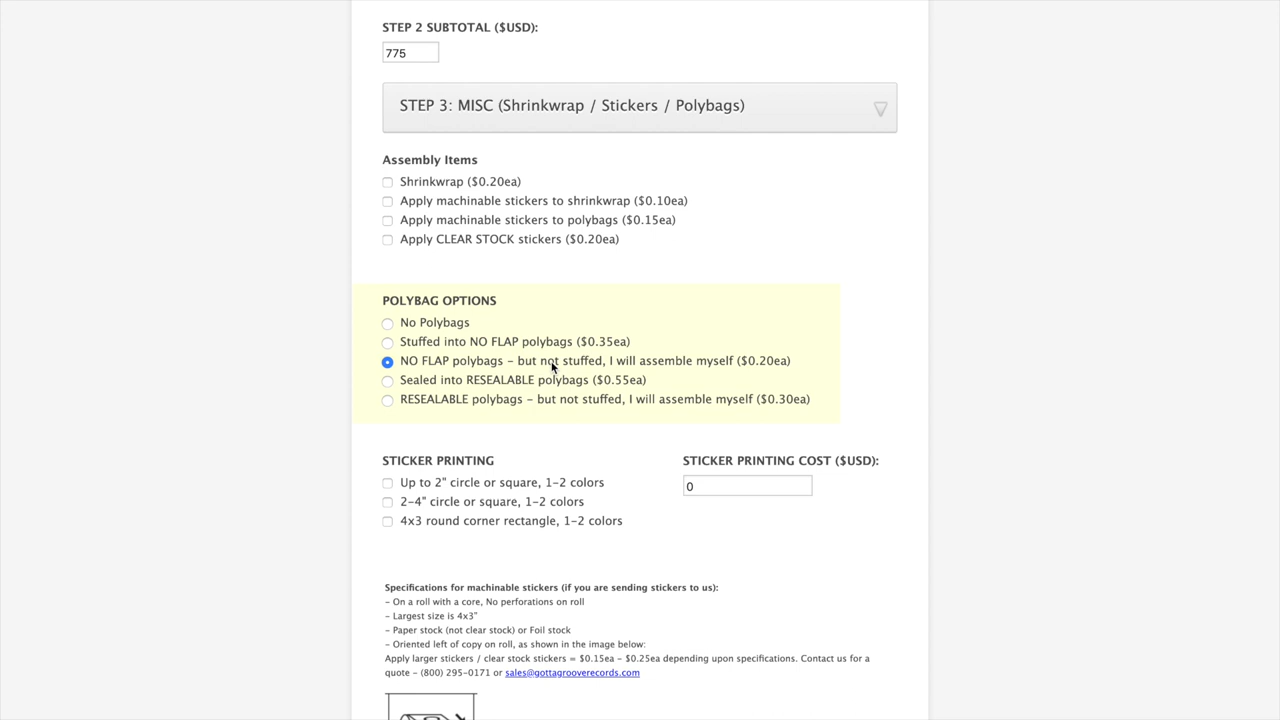 STEP 2 SUBTOTAL ($USD):
775
STEP 3: MISC (Shrinkwrap / Stickers / Polybags)
Assembly Items
Shrinkwrap ($0.20ea)
Apply machinable stickers to shrinkwrap ($0.10ea)
Apply machinable stickers to polybags ($0.15ea)
Apply CLEAR STOCK stickers ($0.20ea)
POLYBAG OPTIONS
No Polybags
Stuffed into NO FLAP polybags ($0.35ea)
NO FLAP polybags – but not stuffed, I will assemble myself ($0.20ea)
Sealed into RESEALABLE polybags ($0.55ea)
RESEALABLE polybags – but not stuffed, I will assemble myself ($0.30ea)
STICKER PRINTING
Up to 2" circle or square, 1–2 colors
2–4" circle or square, 1–2 colors
4x3 round corner rectangle, 1–2 colors
STICKER PRINTING COST ($USD):
0
Specifications for machinable stickers (if you are sending stickers to us):
– On a roll with a core, No perforations on roll
– Largest size is 4x3"
– Paper stock (not clear stock) or Foil stock
– Oriented left of copy on roll, as shown in the image below:
Apply larger stickers / clear stock stickers = $0.15ea – $0.25ea depending upon specifications. Contact us for a
quote – (800) 295–0171 or sales@gottagrooverecords.com